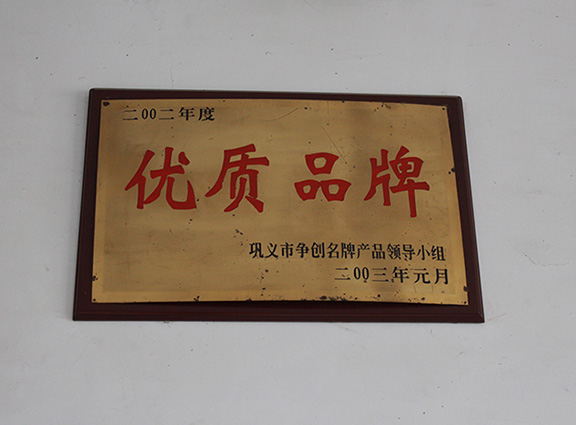 二00二年度
优质品牌
巩义市争创名牌产品领导小组
二00三年元月